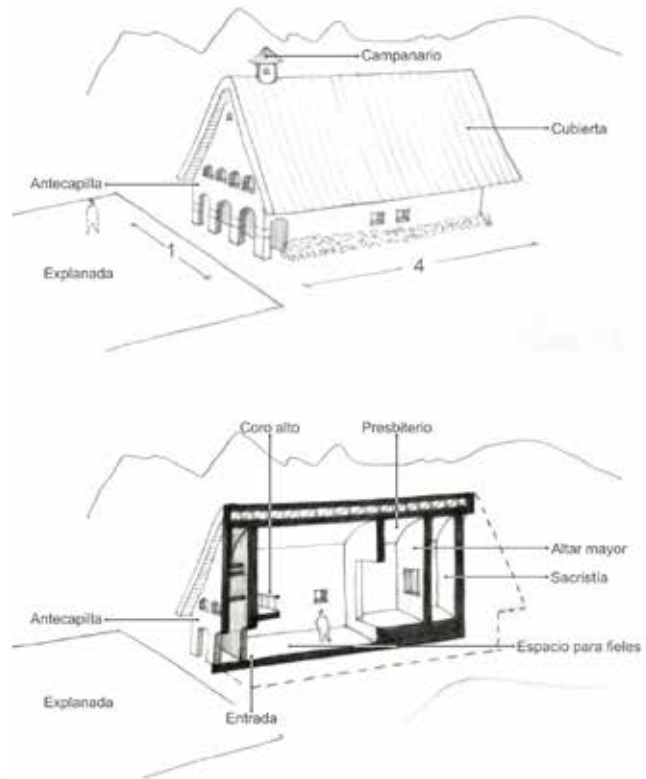 Campanario
Cubierta
Antecapilla
1
4
Explanada
Coro alto
Presbiterio
Altar mayor
Sacristía
Antecapilla
Espacio para fieles
Explanada
Entrada